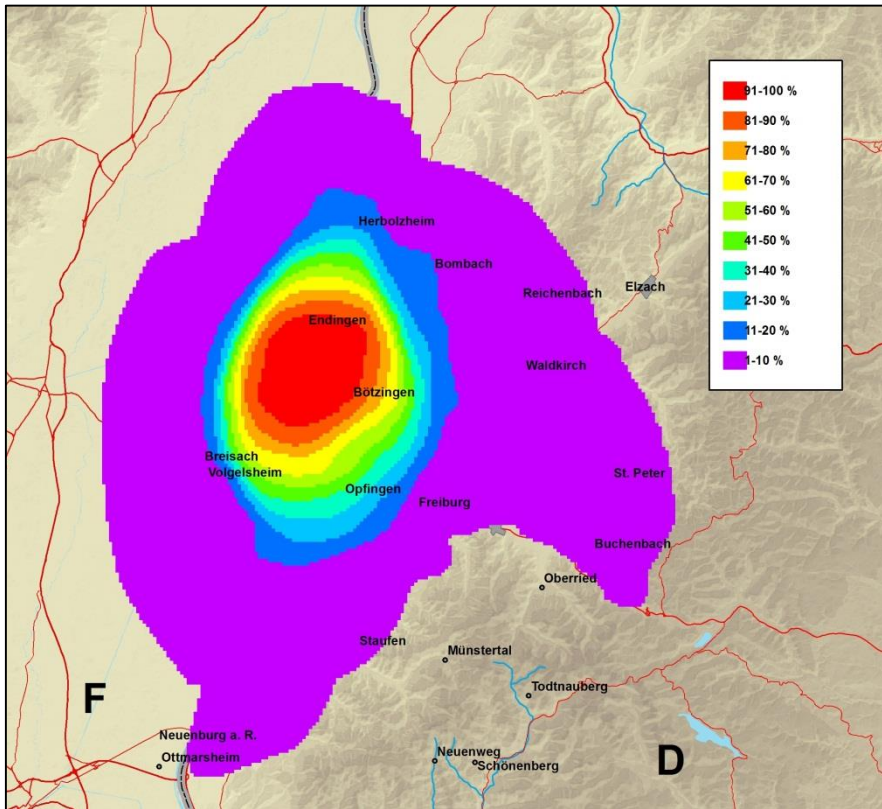 91-100 %
81-90 %
71-80 %
61-70 %
51-60 %
41-50 %
31-40 %
21-30 %
11-20 %
1-10 %
Herbolzheim
Bombach
Reichenbach
Elzach
Endingen
Waldkirch
Bötzingen
Breisach
Volgelsheim
St. Peter
Opfingen
Freiburg
Buchenbach
Oberried
Staufen
Münstertal
Todtnauberg
F
Neuenburg a. R.
Ottmarsheim
Neuenweg
Schönenberg
D